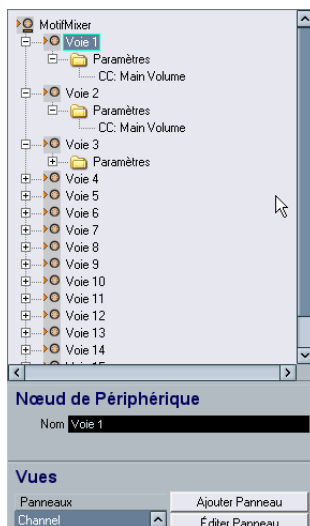 MotifMixer
Voie 1
Paramètres
CC: Main Volume
Voie 2
Paramètres
CC: Main Volume
Voie 3
Paramètres
Voie 4
Voie 5
Voie 6
Voie 7
Voie 8
Voie 9
Voie 10
Voie 11
Voie 12
Voie 13
Voie 14
Nœud de Périphérique
Nom Voie 1
Vues
Panneaux Ajouter Panneau
Channel Éditer Panneau